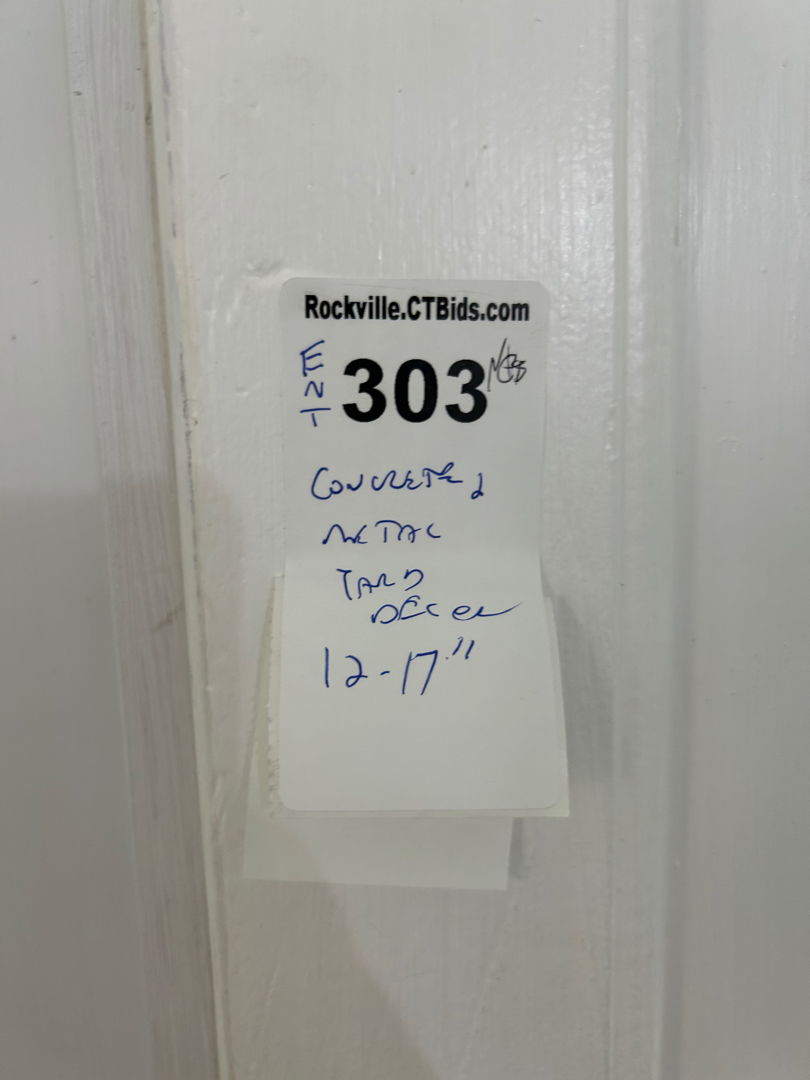 Rockville.CTBids.com
ENT 303
CONCRETE &
METAL
YARD
DECOR
12-17"